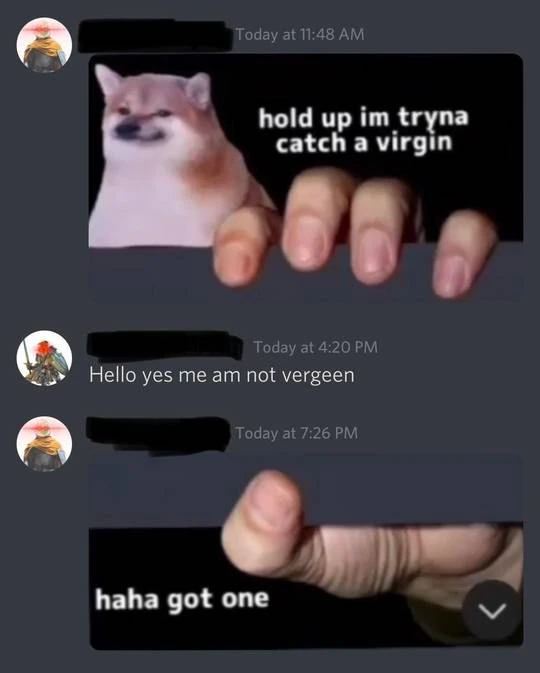 Today at 11:48 AM
hold up im tryna
catch a virgin
Today at 4:20 PM
Hello yes me am not vergeen
Today at 7:26 PM
haha got one